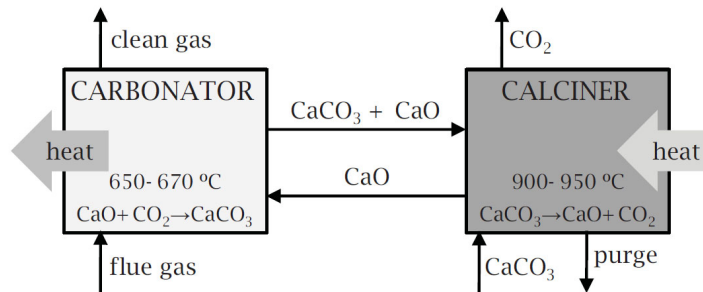 clean gas
CO₂
CARBONATOR
CALCINER
CaCO₃ + CaO
heat
heat
CaO
650- 670 ºC
900- 950 ºC
CaO+ CO₂→CaCO₃
CaCO₃→CaO+ CO₂
flue gas
CaCO₃
purge